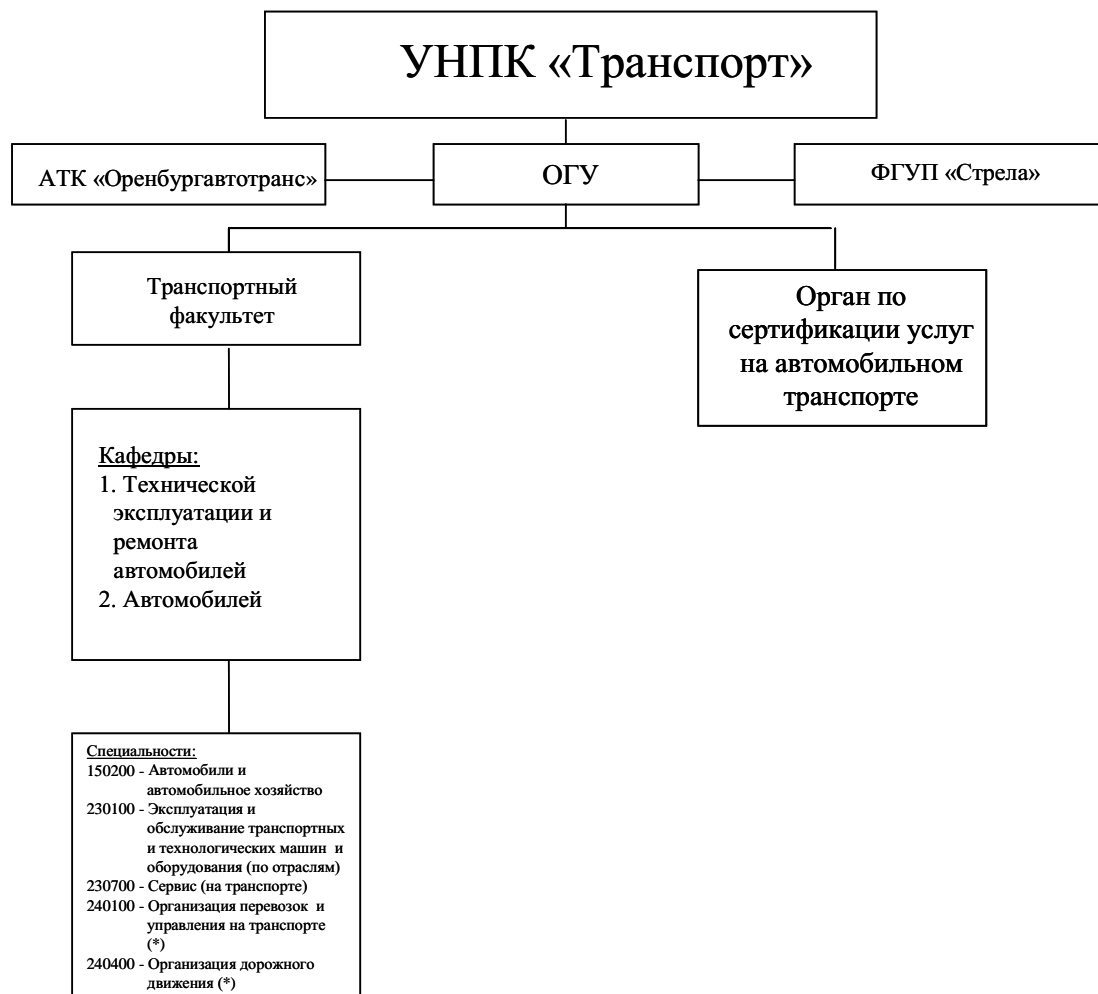 УНПК «Транспорт»
АТК «Оренбургавтотранс»
ОГУ
ФГУП «Стрела»
Транспортный
факультет
Орган по
сертификации услуг
на автомобильном
транспорте
Кафедры:
1. Технической
эксплуатации и
ремонта
автомобилей
2. Автомобилей
Специальности:
150200 - Автомобили и
автомобильное хозяйство
230100 - Эксплуатация и
обслуживание транспортных
и технологических машин и
оборудования (по отраслям)
230700 - Сервис (на транспорте)
240100 - Организация перевозок и
управления на транспорте
(*)
240400 - Организация дорожного
движения (*)